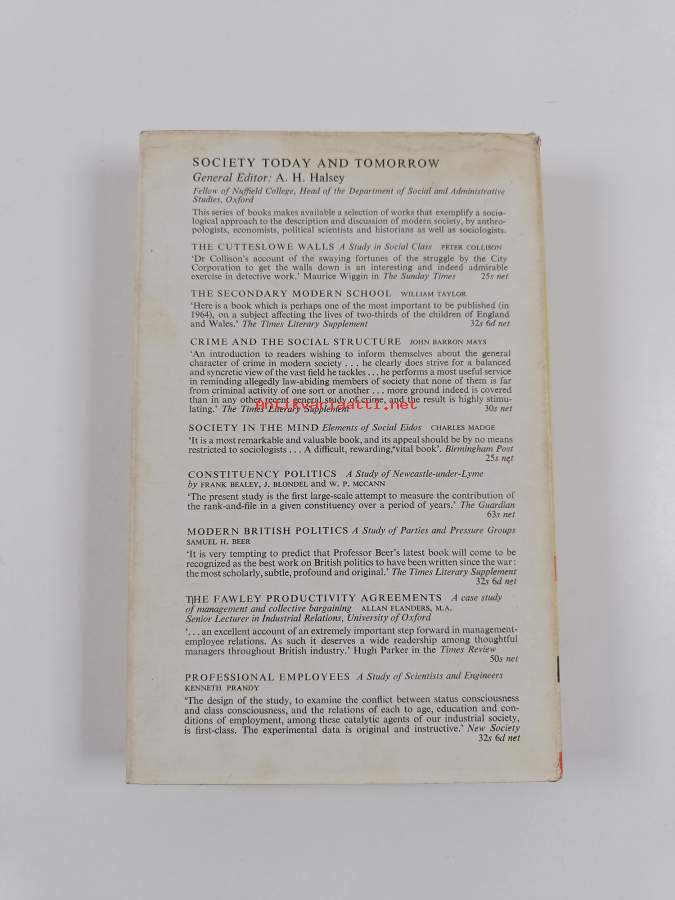 SOCIETY TODAY AND TOMORROW
General Editor: A. H. Halsey
Fellow of Nuffield College, Head of the Department of Social and Administrative
Studies, Oxford
This series of books makes available a selection of works that exemplify a socio-
logical approach to the description and discussion of modern society, by anthro-
pologists, economists, political scientists and historians as well as sociologists.
THE CUTTESLOWE WALLS A Study in Social Class PETER COLLISON
'Dr Collison's account of the swaying fortunes of the struggle by the City
Corporation to get the walls down is an interesting and indeed admirable
exercise in detective work.' Maurice Wiggin in The Sunday Times 25s net
THE SECONDARY MODERN SCHOOL WILLIAM TAYLOR
'Here is a book which is perhaps one of the most important to be published (in
1964), on a subject affecting the lives of two-thirds of the children of England
and Wales.' The Times Literary Supplement 32s 6d net
CRIME AND THE SOCIAL STRUCTURE JOHN BARRON MAYS
'An introduction to readers wishing to inform themselves about the general
character of crime in modern society . . . he clearly does strive for a balanced
and syncretic view of the vast field he tackles . . . he performs a most useful service
in reminding allegedly law-abiding members of society that none of them is far
from criminal activity of one sort or another . . . more ground indeed is covered
than in any other recent general study of crime, and the result is highly stimu-
lating.' The Times Literary Supplement 30s net
antikvariaatti.net
SOCIETY IN THE MIND Elements of Social Eidos CHARLES MADGE
'It is a most remarkable and valuable book, and its appeal should be by no means
restricted to sociologists . . . A difficult, rewarding, vital book'. Birmingham Post
25s net
CONSTITUENCY POLITICS A Study of Newcastle-under-Lyme
by FRANK BEALEY, J. BLONDEL and W. P. MCCANN
'The present study is the first large-scale attempt to measure the contribution of
the rank-and-file in a given constituency over a period of years.' The Guardian
63s net
MODERN BRITISH POLITICS A Study of Parties and Pressure Groups
SAMUEL H. BEER
'It is very tempting to predict that Professor Beer's latest book will come to be
recognized as the best work on British politics to have been written since the war:
the most scholarly, subtle, profound and original.' The Times Literary Supplement
32s 6d net
THE FAWLEY PRODUCTIVITY AGREEMENTS A case study
of management and collective bargaining ALLAN FLANDERS, M.A.
Senior Lecturer in Industrial Relations, University of Oxford
'. . . an excellent account of an extremely important step forward in management-
employee relations. As such it deserves a wide readership among thoughtful
managers throughout British industry.' Hugh Parker in the Times Review
50s net
PROFESSIONAL EMPLOYEES A Study of Scientists and Engineers
KENNETH PRANDY
'The design of the study, to examine the conflict between status consciousness
and class consciousness, and the relations of each to age, education and con-
ditions of employment, among these catalytic agents of our industrial society,
is first-class. The experimental data is original and instructive.' New Society
32s 6d net